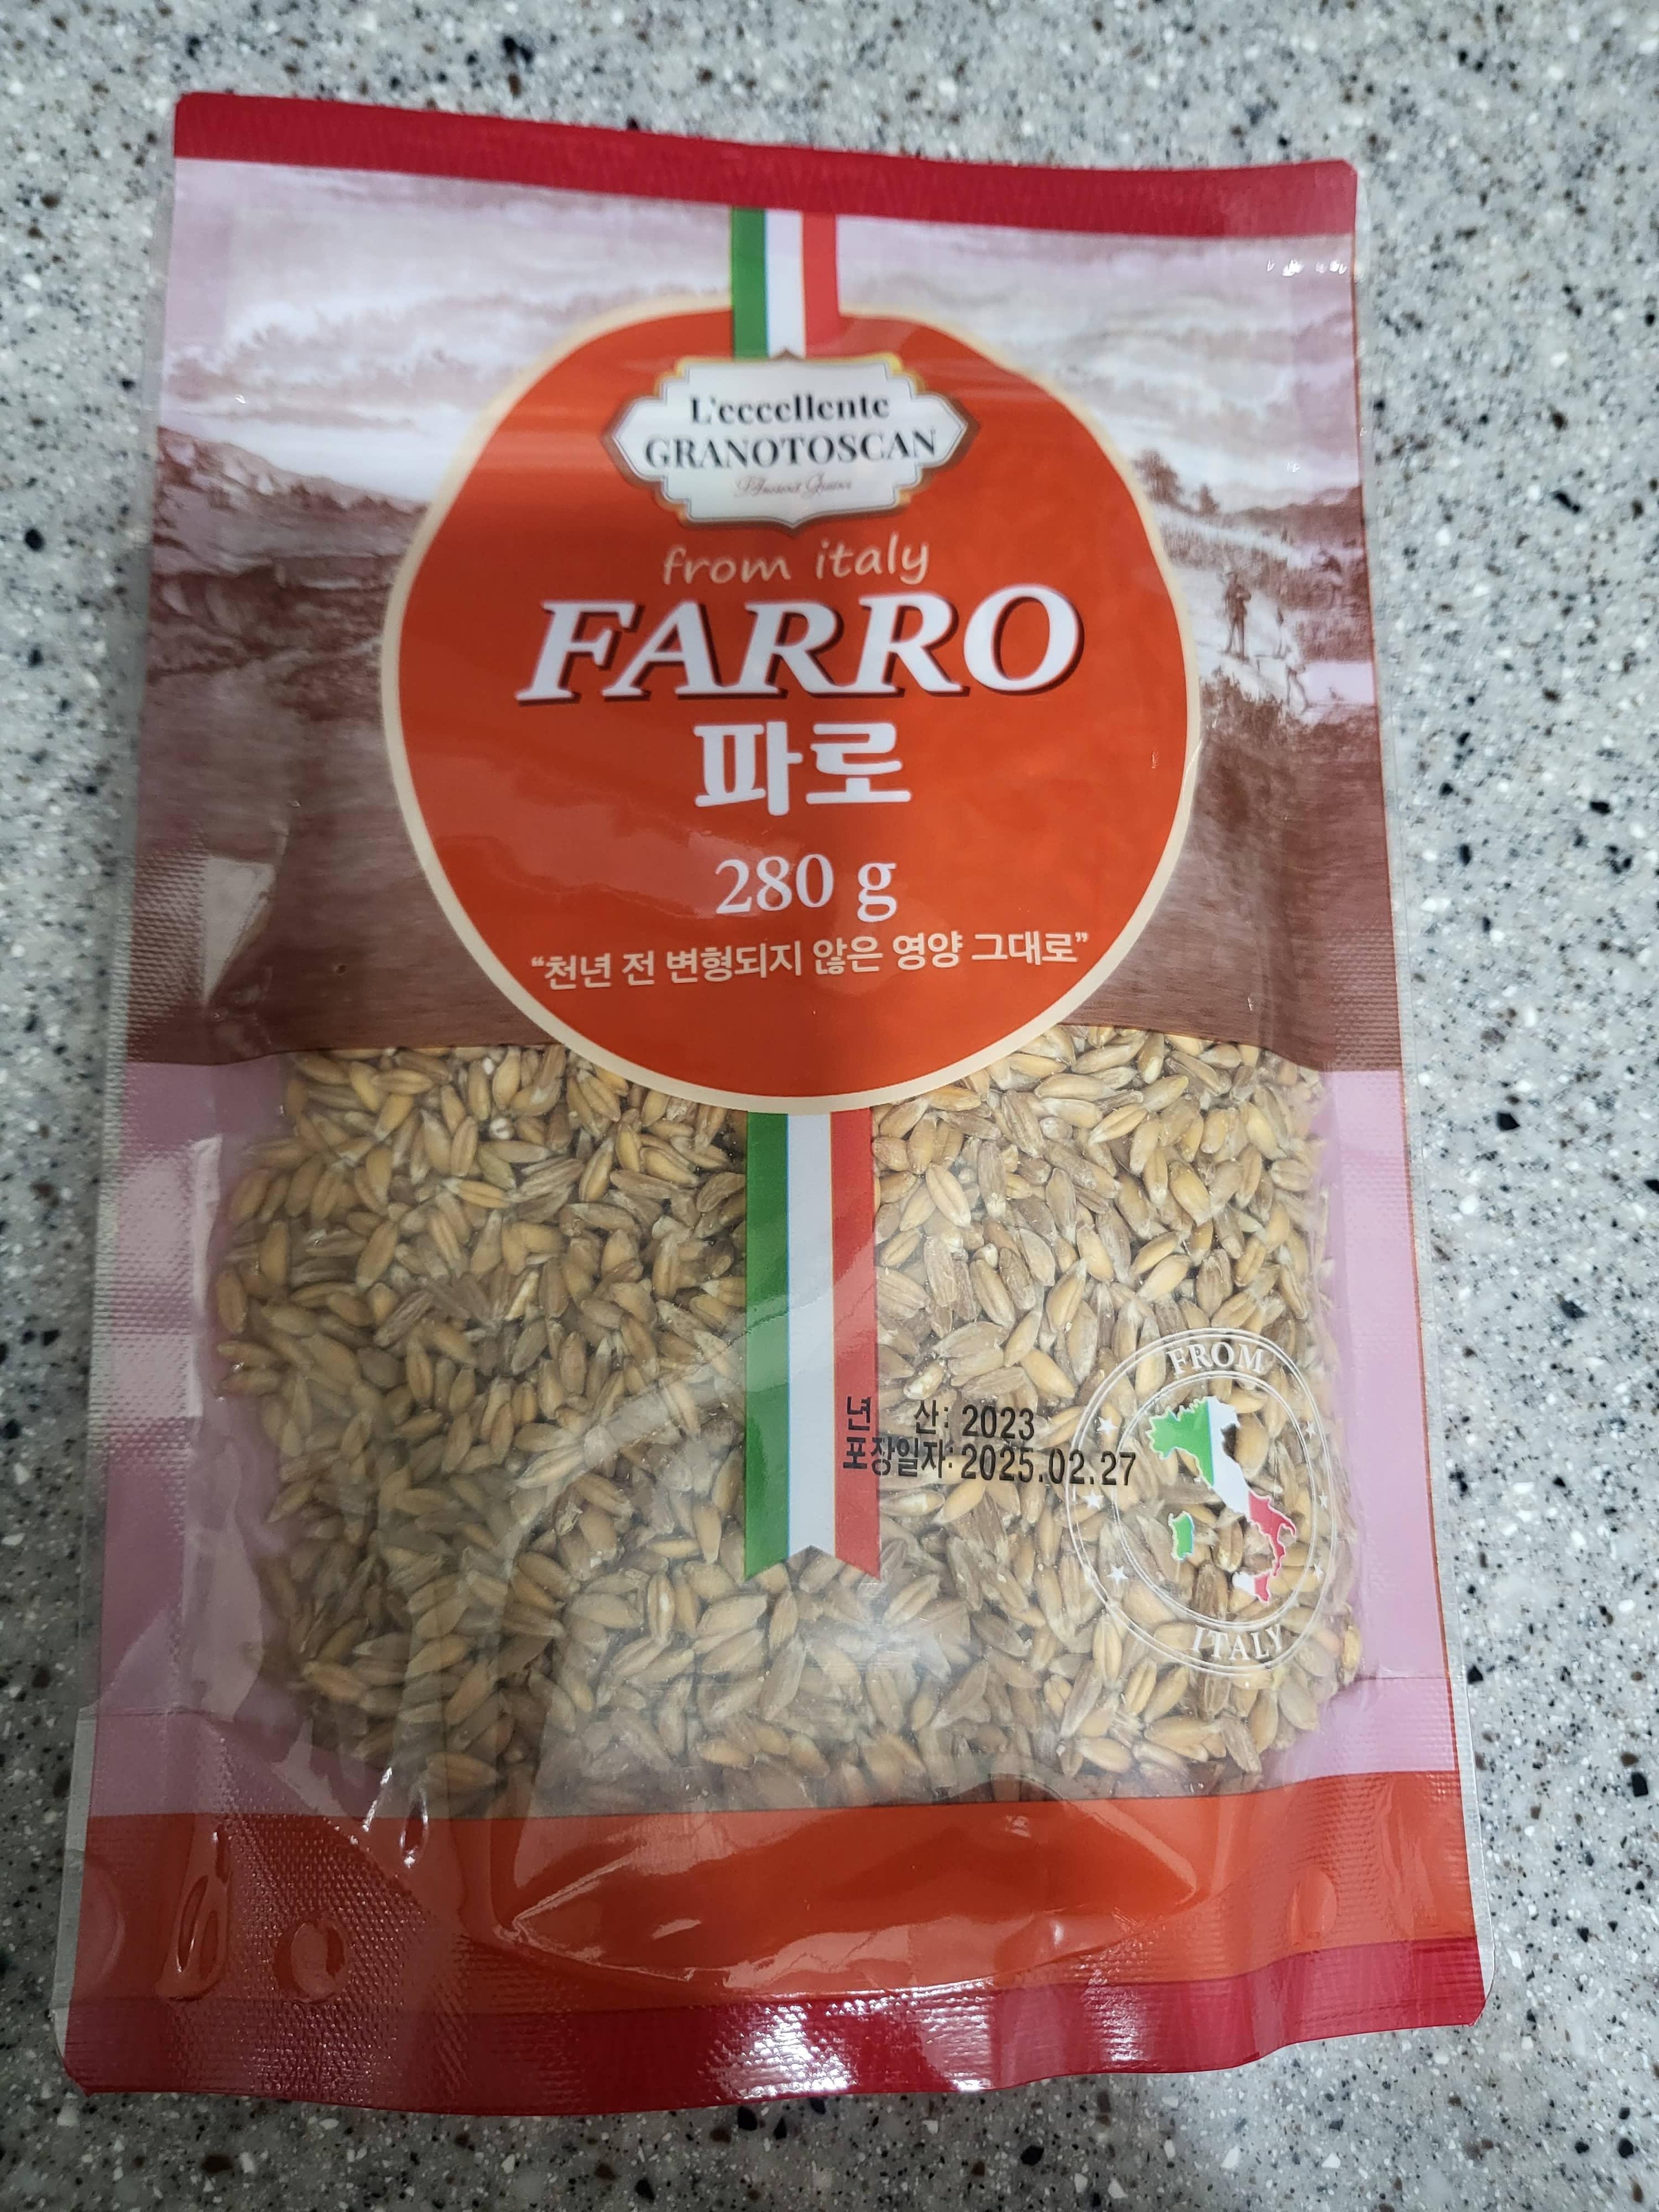 L'eccellente
GRANOTOSCAN
from italy
FARRO
파로
280 g
“천년 전 변형되지 않은 영양 그대로”
년 산: 2023
포장일자: 2025.02.27
FROM
ITALY